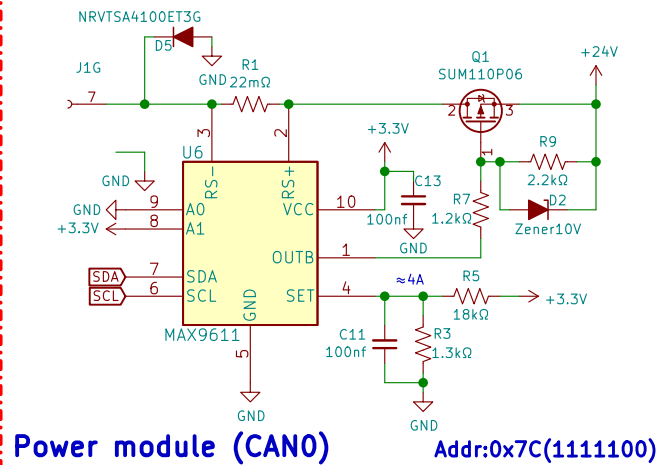 NRVTSA4100ET3G
D5
GND
J1G
7
R1
22mΩ
Q1
SUM110P06
2
3
1
+24V
3
2
U6
RS-
RS+
+3.3V
C13
100nf
GND
R9
2.2kΩ
R7
1.2kΩ
D2
Zener10V
GND
GND
9
A0
VCC
10
+3.3V
8
A1
OUTB
1
SDA
7
SDA
SCL
6
SCL
SET
4
GND
MAX9611
5
GND
≈4A
R5
18kΩ
+3.3V
C11
100nf
R3
1.3kΩ
GND
Power module (CAN0)
Addr:0x7C(1111100)